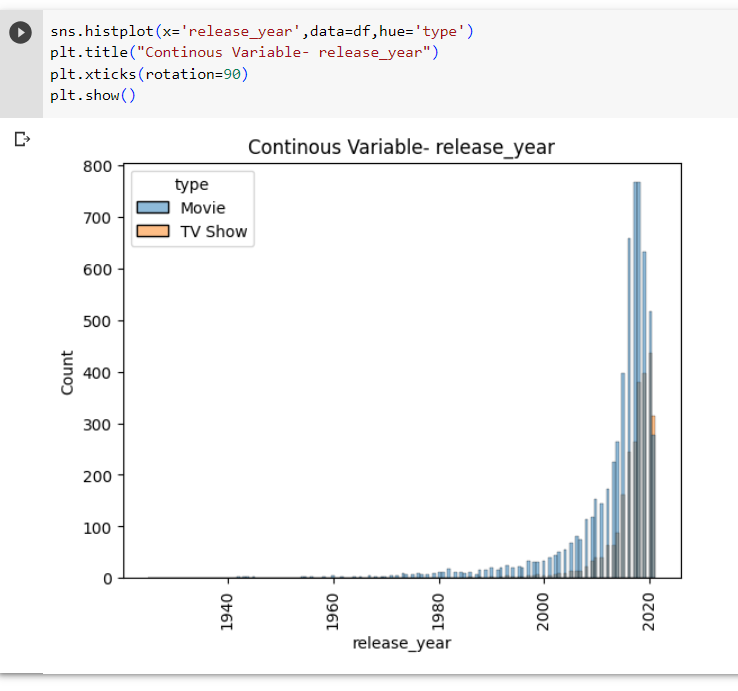 sns.histplot(x='release_year',data=df,hue='type')
plt.title("Continous Variable- release_year")
plt.xticks(rotation=90)
plt.show()
Continous Variable- release_year
type
Movie
TV Show
800
700
600
500
400
300
200
100
0
Count
1940
1960
1980
2000
2020
release_year